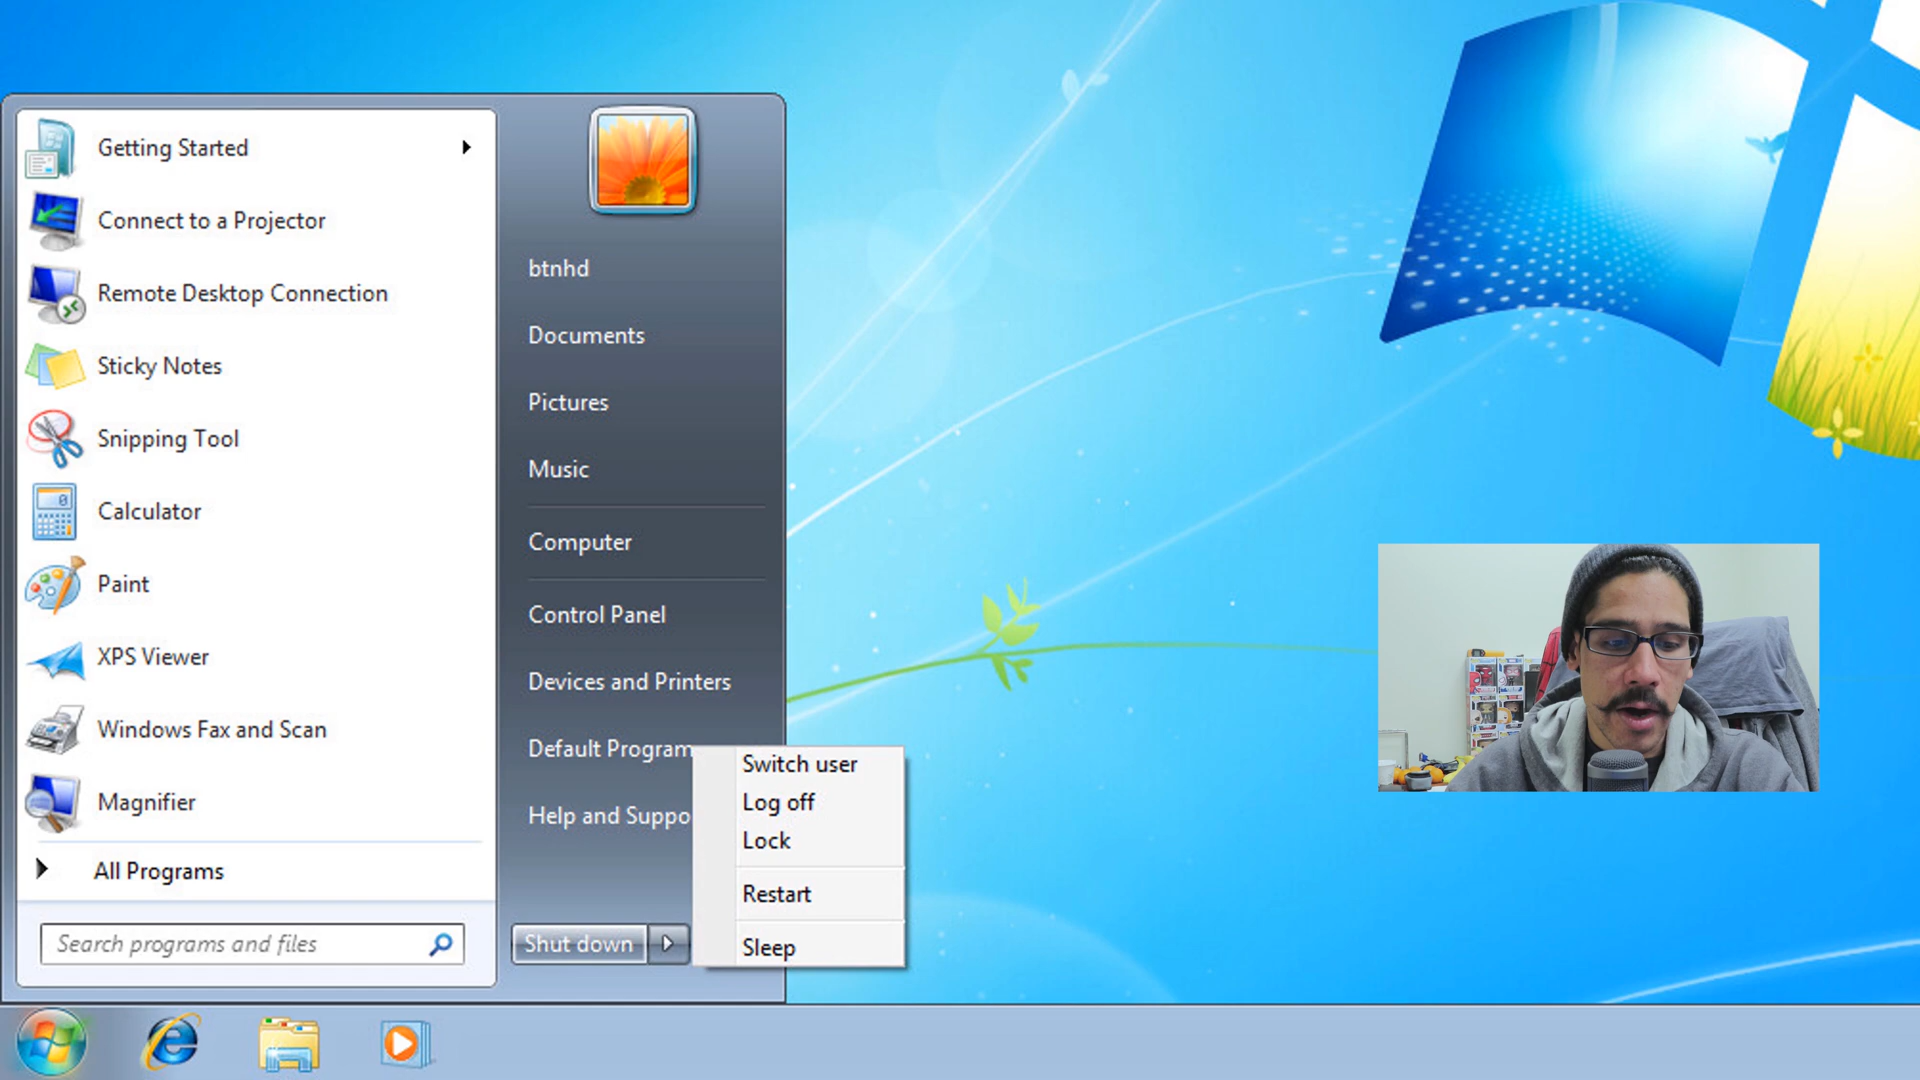 Getting Started
Connect to a Projector
Remote Desktop Connection
Sticky Notes
Snipping Tool
Calculator
Paint
XPS Viewer
Windows Fax and Scan
Magnifier
All Programs
Search programs and files
btnhd
Documents
Pictures
Music
Computer
Control Panel
Devices and Printers
Default Program
Help and Suppo
Shut down
Switch user
Log off
Lock
Restart
Sleep